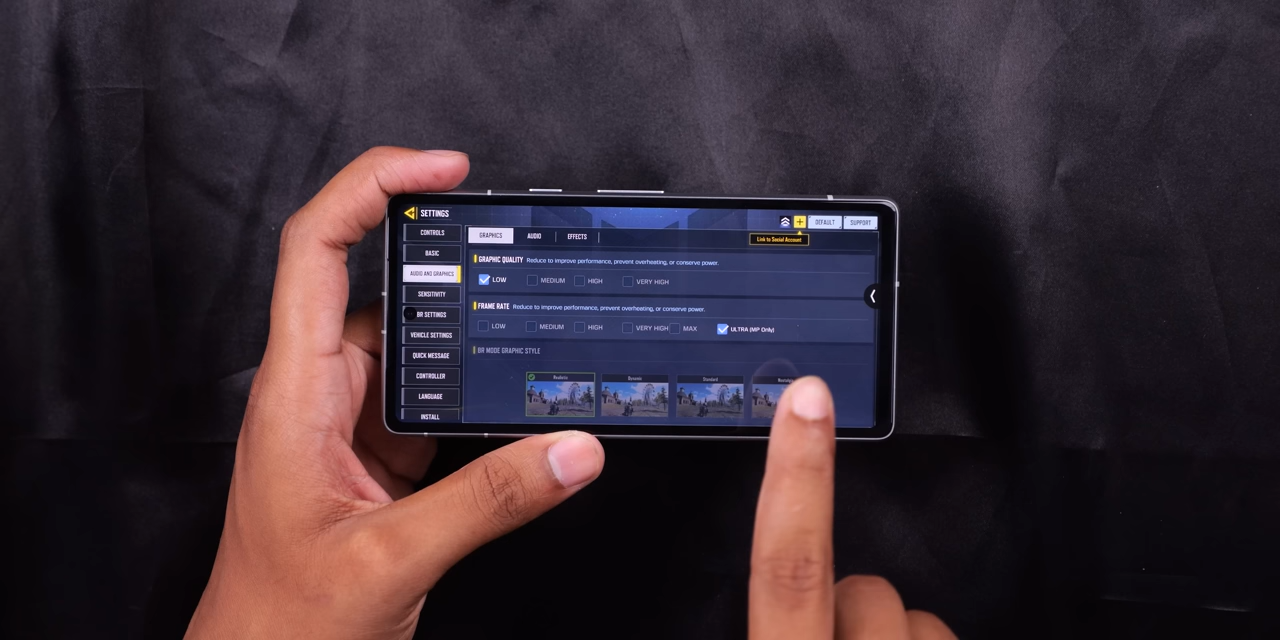 SETTINGS
DEFAULT
SUPPORT
Link to Social Account
CONTROLS
BASIC
AUDIO AND GRAPHICS
SENSITIVITY
BR SETTINGS
VEHICLE SETTINGS
QUICK MESSAGE
CONTROLLER
LANGUAGE
INSTALL
GRAPHICS AUDIO EFFECTS
GRAPHIC QUALITY Reduce to improve performance, prevent overheating, or conserve power.
LOW MEDIUM HIGH VERY HIGH
FRAME RATE Reduce to improve performance, prevent overheating, or conserve power.
LOW MEDIUM HIGH VERY HIGH MAX ULTRA (MP Only)
BR MODE GRAPHIC STYLE
Realistic Dynamic Standard